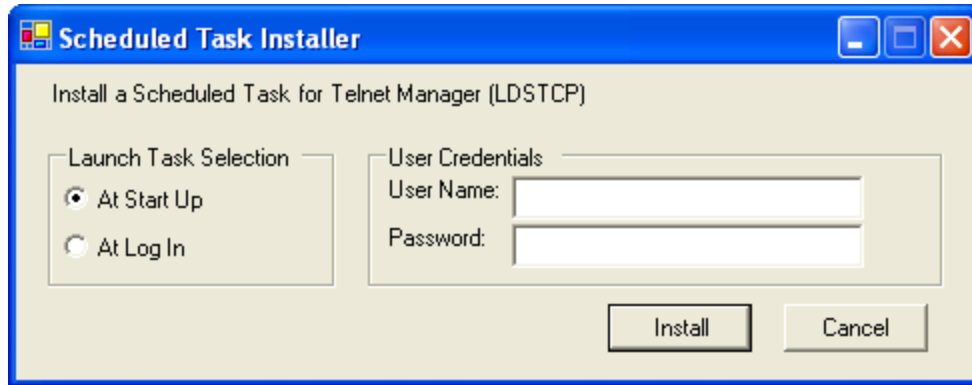 Scheduled Task Installer
Install a Scheduled Task for Telnet Manager (LDSTCP)
Launch Task Selection
At Start Up
At Log In
User Credentials
User Name:
Password:
Install
Cancel